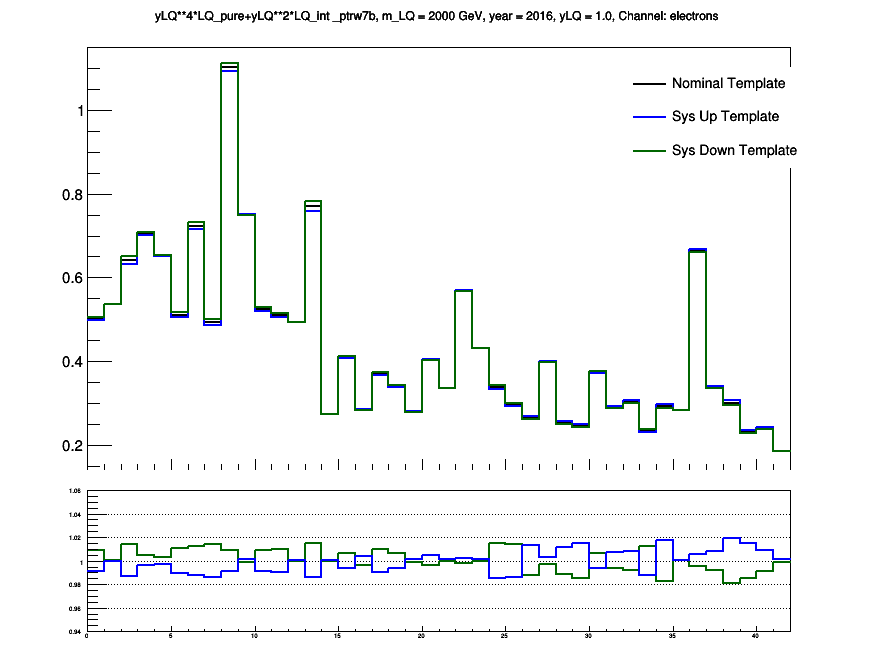 yLQ**4*LQ_pure+yLQ**2*LQ_int _ptrw7b, m_LQ = 2000 GeV, year = 2016, yLQ = 1.0, Channel: electrons
Nominal Template
Sys Up Template
Sys Down Template
1
0.8
0.6
0.4
0.2
1.06
1.04
1.02
1
0.98
0.96
0.94
0 5 10 15 20 25 30 35 40